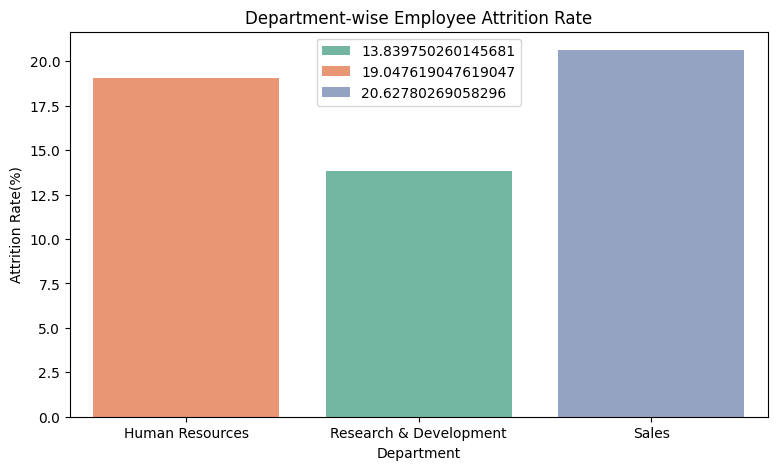 Department-wise Employee Attrition Rate
13.839750260145681
19.047619047619047
20.62780269058296
20.0
17.5
15.0
12.5
10.0
7.5
5.0
2.5
0.0
Attrition Rate(%)
Human Resources
Research & Development
Sales
Department